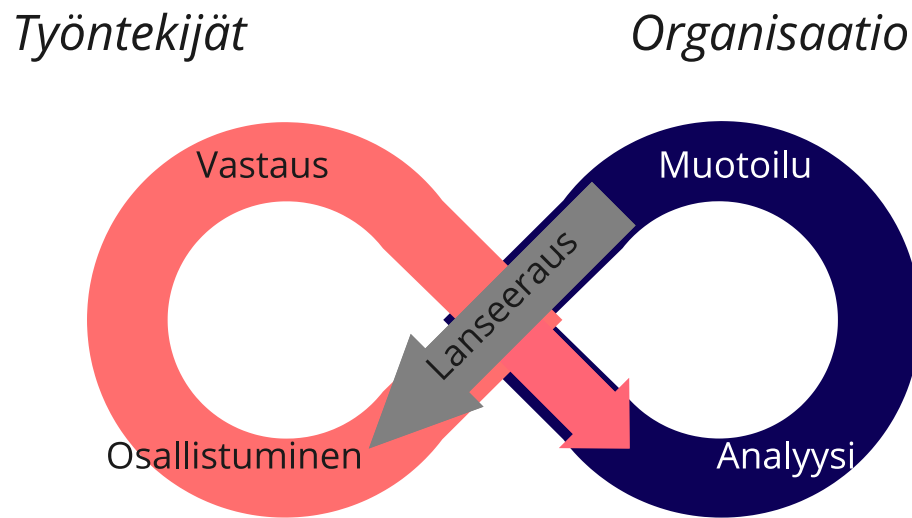 Työntekijät
Organisaatio
Vastaus
Muotoilu
Lanseeraus
Osallistuminen
Analyysi